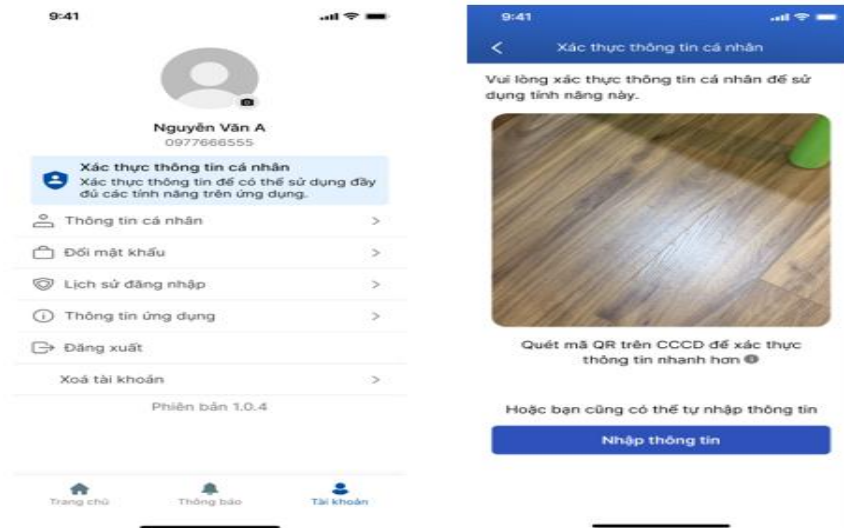 9:41
Nguyễn Văn A
0977666555
Xác thực thông tin cá nhân
Xác thực thông tin để có thể sử dụng đầy
đủ các tính năng trên ứng dụng.
Thông tin cá nhân
Đổi mật khẩu
Lịch sử đăng nhập
Thông tin ứng dụng
Đăng xuất
Xoá tài khoản
Phiên bản 1.0.4
Trang chủ
Thông báo
Tài khoản
9:41
Xác thực thông tin cá nhân
Vui lòng xác thực thông tin cá nhân để sử
dụng tính năng này.
Quét mã QR trên CCCD để xác thực
thông tin nhanh hơn
Hoặc bạn cũng có thể tự nhập thông tin
Nhập thông tin